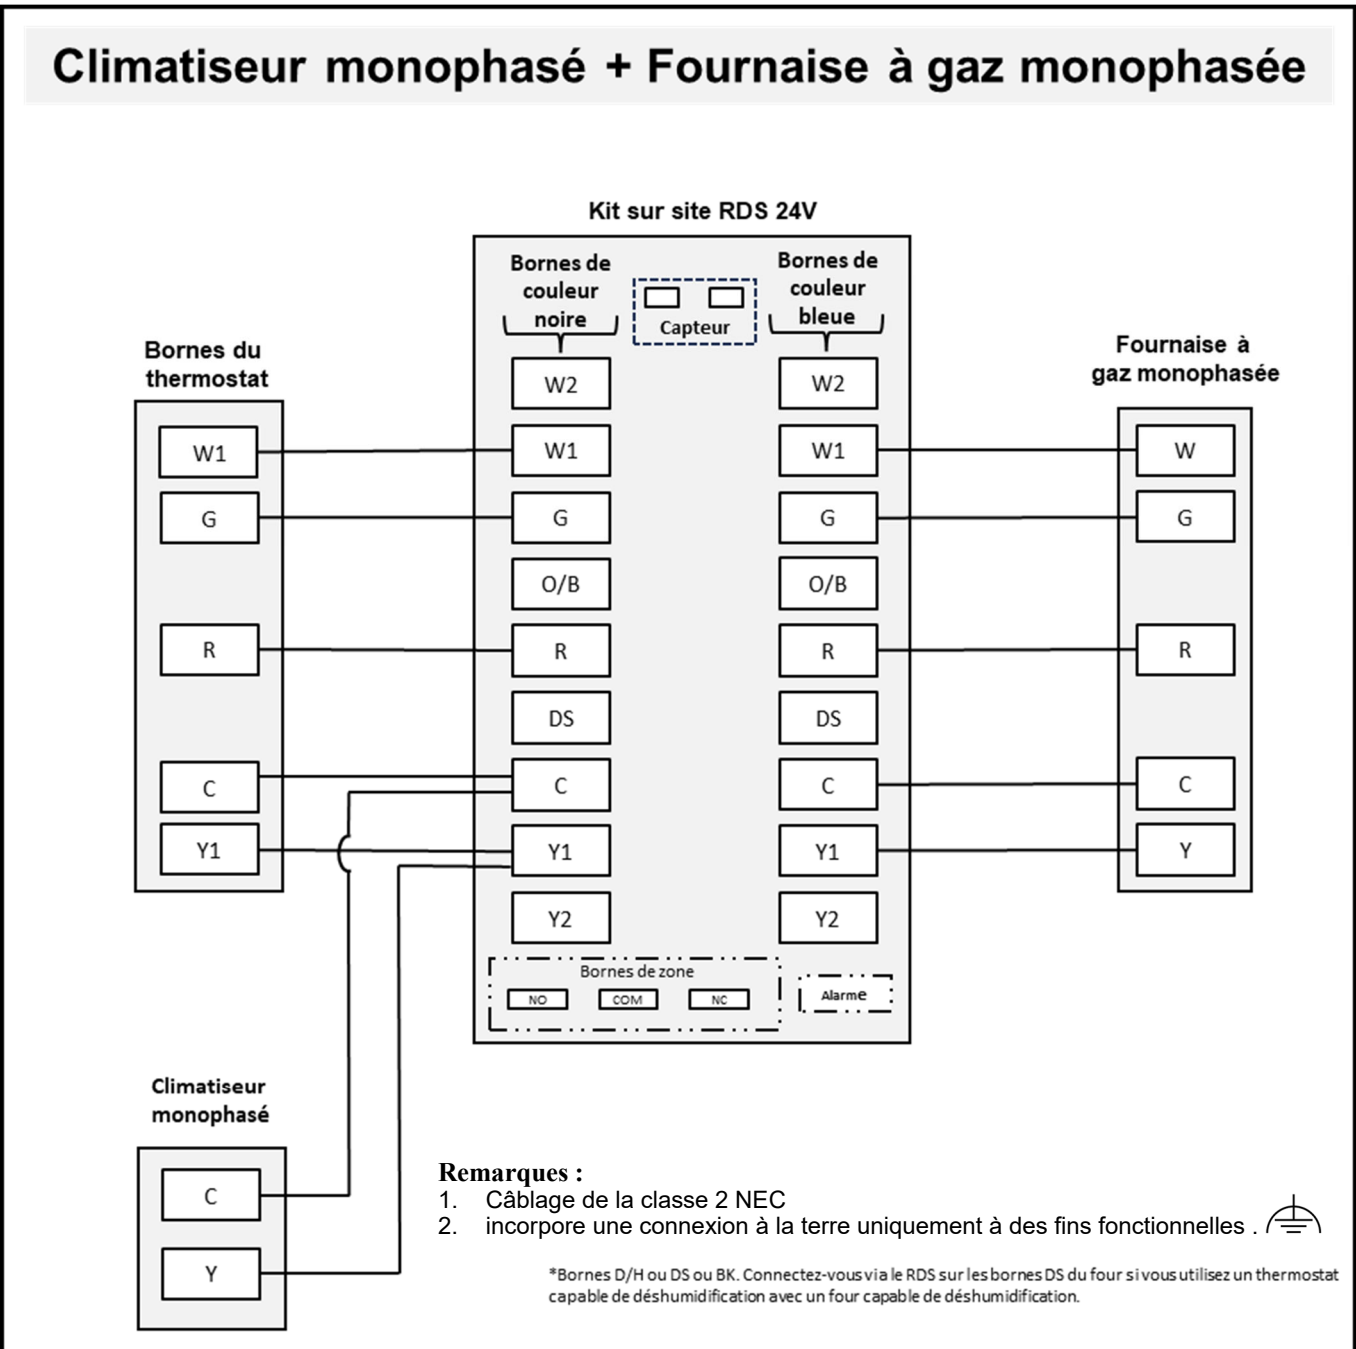 Climatiseur monophasé + Fournaise à gaz monophasée
Kit sur site RDS 24V
Bornes de
couleur
noire
Capteur
Bornes de
couleur
bleue
Bornes du
thermostat
W1
G
R
C
Y1
W2
W1
G
O/B
R
DS
C
Y1
Y2
W2
W1
G
O/B
R
DS
C
Y1
Y2
Fournaise à
gaz monophasée
W
G
R
C
Y
Bornes de zone
NO
COM
NC
Alarme
Climatiseur
monophasé
C
Y
Remarques :
1. Câblage de la classe 2 NEC
2. incorpore une connexion à la terre uniquement à des fins fonctionnelles .
*Bornes D/H ou DS ou BK. Connectez-vous via le RDS sur les bornes DS du four si vous utilisez un thermostat
capable de déshumidification avec un four capable de déshumidification.